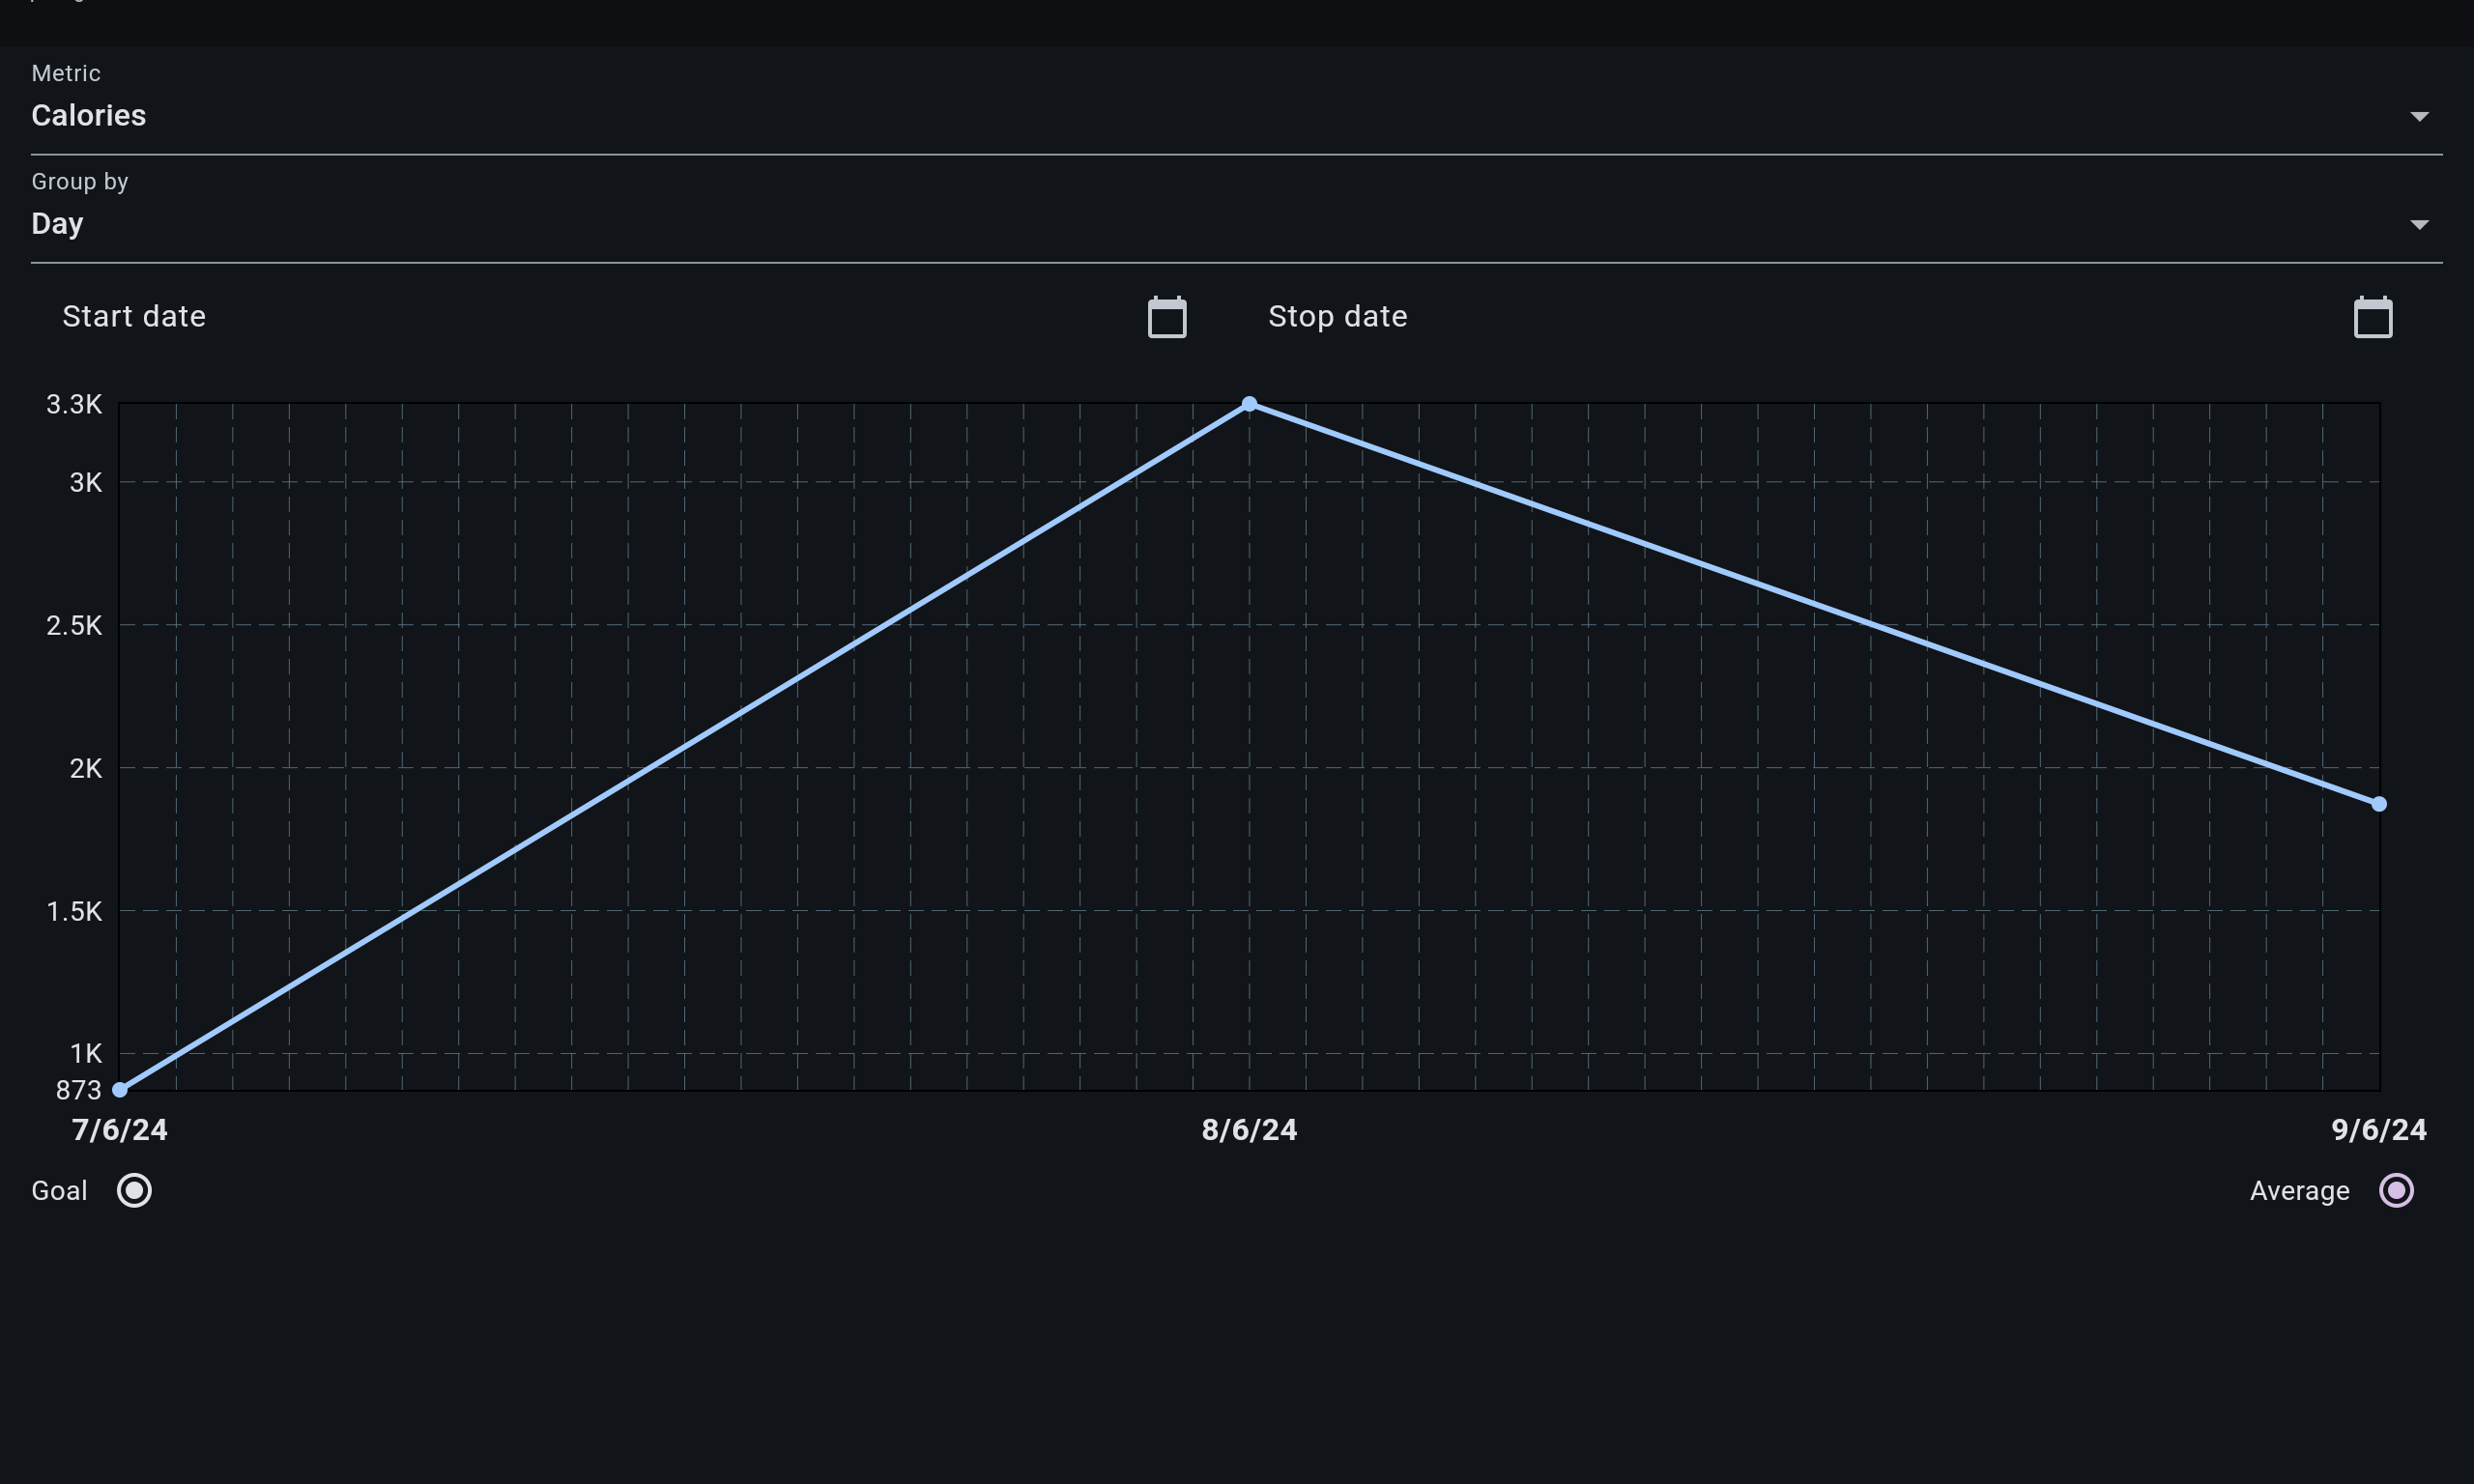 Metric
Calories
Group by
Day
Start date
Stop date
3.3K
3K
2.5K
2K
1.5K
1K
873
7/6/24
8/6/24
9/6/24
Goal
Average